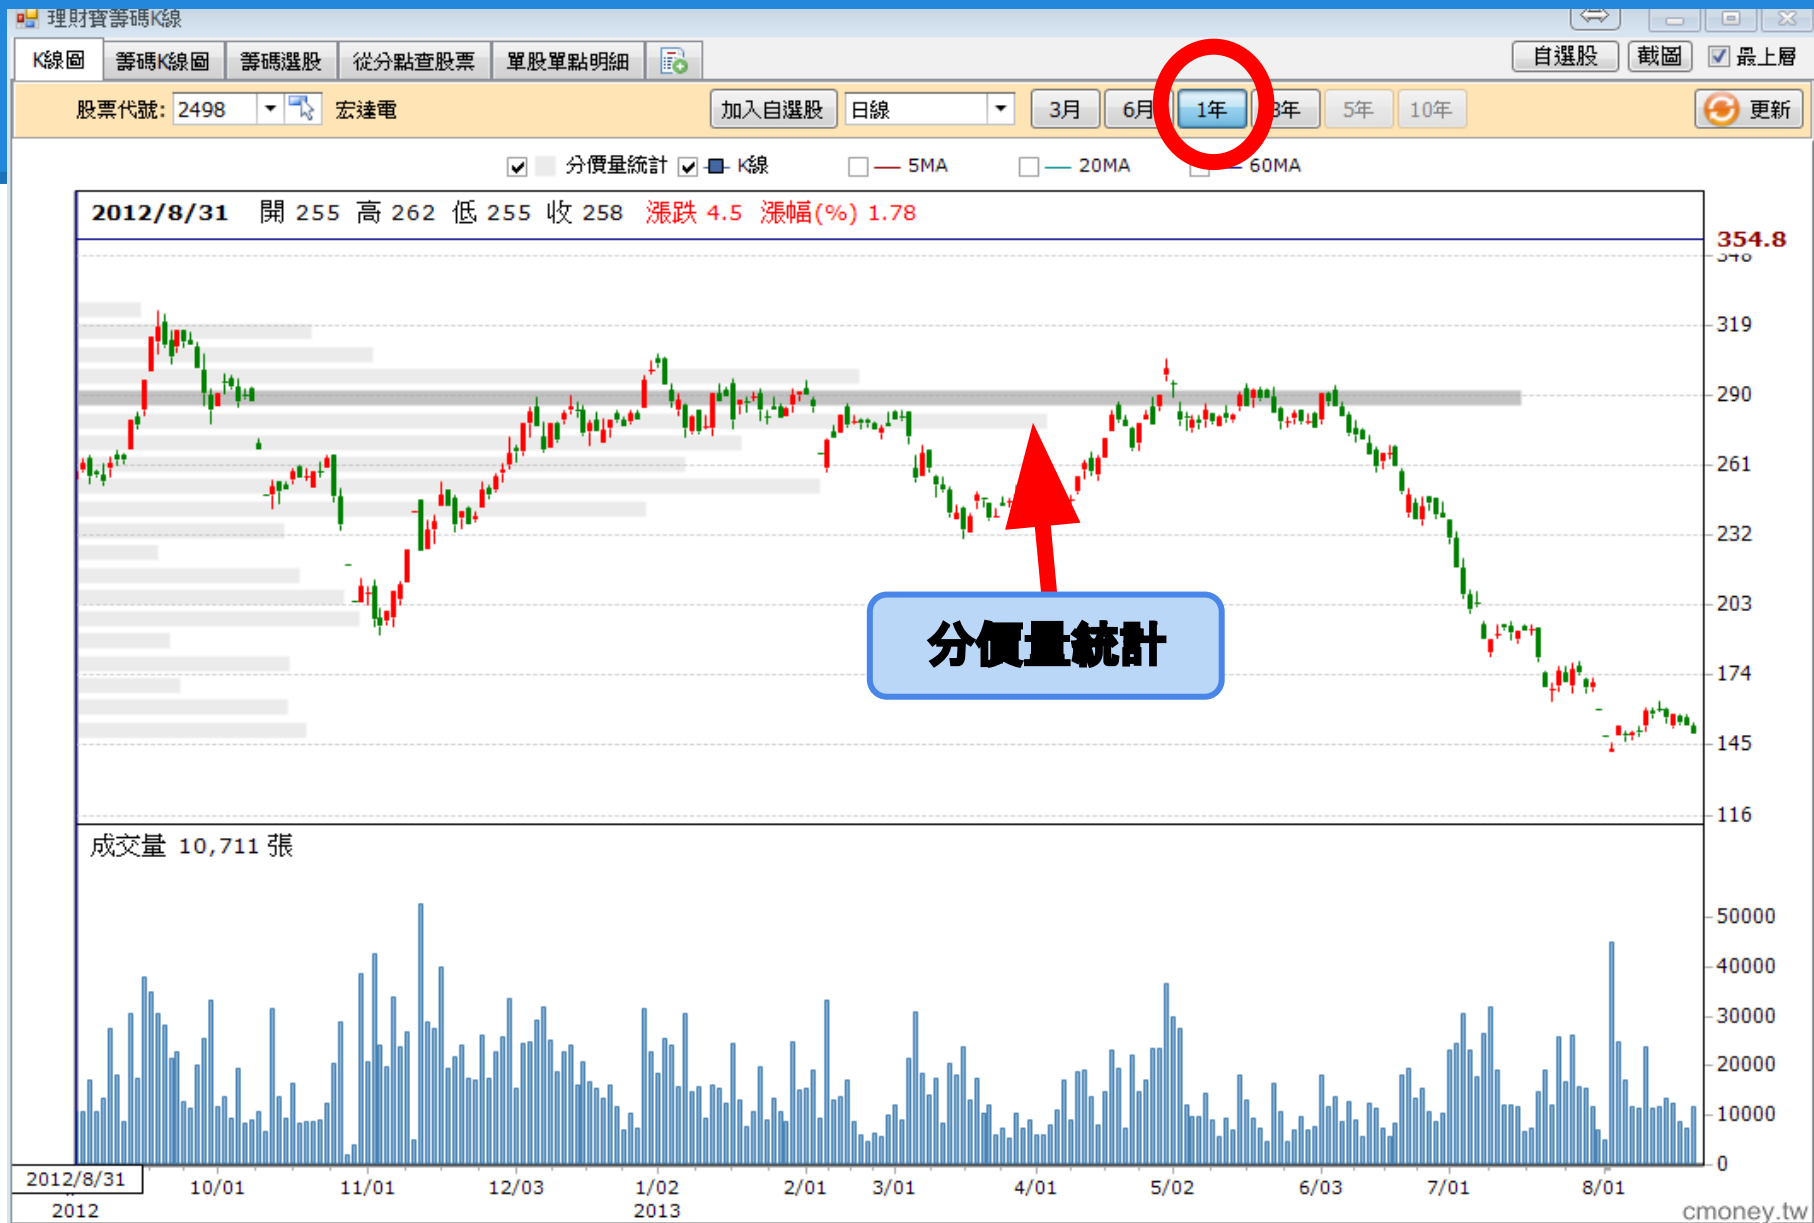 理財寶籌碼K線
K線圖 籌碼K線圖 籌碼選股 從分點查股票 單股單點明細 自選股 截圖 最上層
股票代號: 2498 宏達電 加入自選股 日線 3月 6月 1年 3年 5年 10年 更新
分價量統計 K線 5MA 20MA 60MA
2012/8/31 開 255 高 262 低 255 收 258 漲跌 4.5 漲幅(%) 1.78
354.8
348
319
290
261
232
203
174
145
116
分價量統計
成交量 10,711 張
50000
40000
30000
20000
10000
0
2012/8/31 10/01 11/01 12/03 1/02 2/01 3/01 4/01 5/02 6/03 7/01 8/01
2012 2013
cmoney.tw